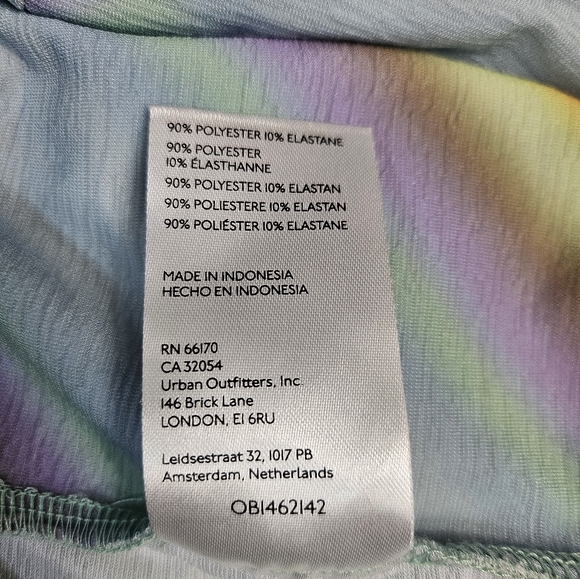 90% POLYESTER 10% ELASTANE
90% POLYESTER
10% ÉLASTHANNE
90% POLYESTER 10% ELASTAN
90% POLIESTERE 10% ELASTAN
90% POLIÉSTER 10% ELASTANE
MADE IN INDONESIA
HECHO EN INDONESIA
RN 66170
CA 32054
Urban Outfitters, Inc.
146 Brick Lane
LONDON, E1 6RU
Leidsestraat 32, 1017 PB
Amsterdam, Netherlands
OB1462142